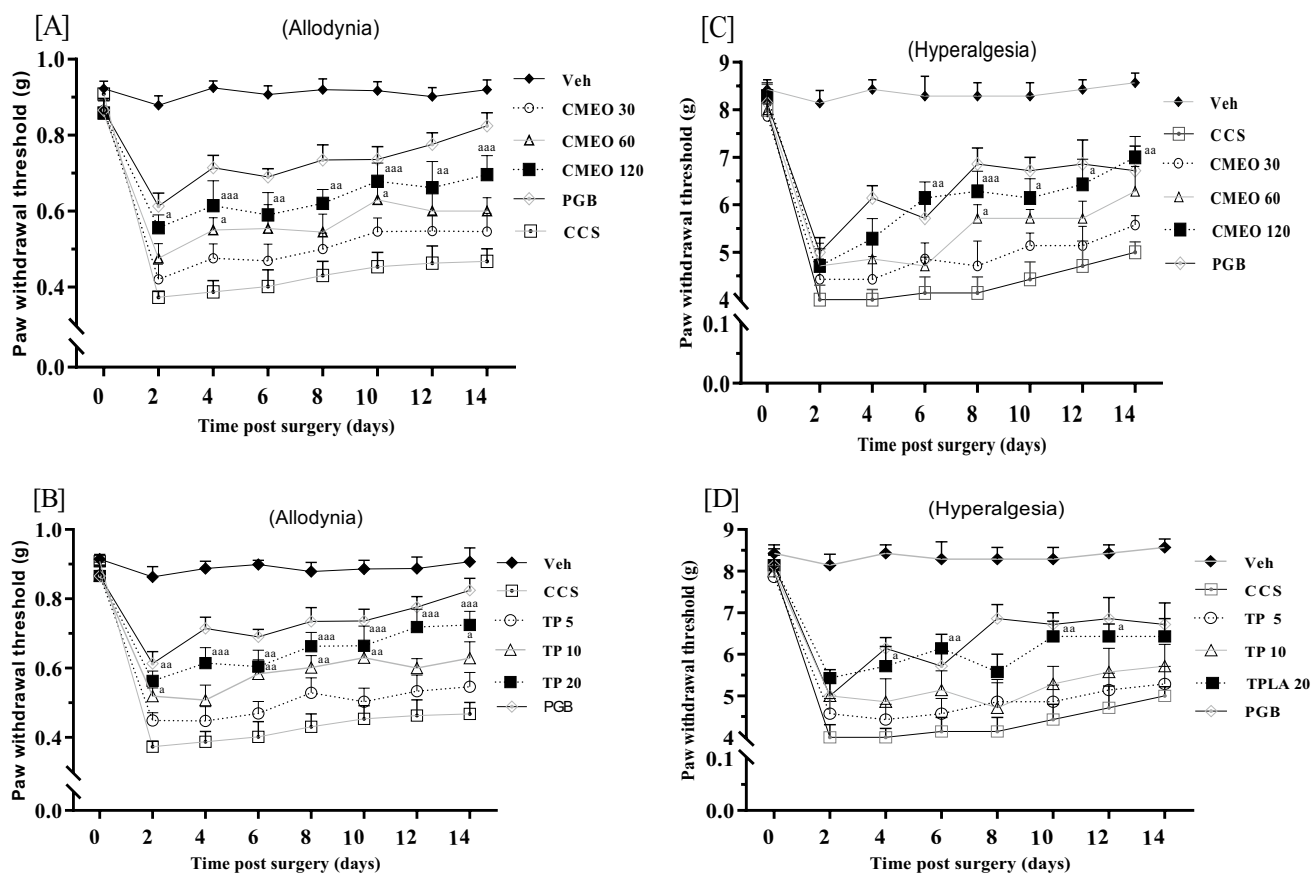 [A]
(Allodynia)
Paw withdrawal threshold (g)
1.0
0.8
0.6
0.4
0.0
0 2 4 6 8 10 12 14
Time post surgery (days)
a
aaa
a
aa
aa
aaa
a
aa
aaa
Veh
CMEO 30
CMEO 60
CMEO 120
PGB
CCS
[C]
(Hyperalgesia)
Paw withdrawal threshold (g)
9
8
7
6
5
4
0.1
0.0
0 2 4 6 8 10 12 14
Time post surgery (days)
aa
aaa
a
a
a
aa
Veh
CCS
CMEO 30
CMEO 60
CMEO 120
PGB
[B]
(Allodynia)
Paw withdrawal threshold (g)
1.0
0.8
0.6
0.4
0.0
0 2 4 6 8 10 12 14
Time post surgery (days)
aa
a
aaa
aa
aa
aaa
aa
aaa
aa
aaa
aaa
a
Veh
CCS
TP 5
TP 10
TP 20
PGB
[D]
(Hyperalgesia)
Paw withdrawal threshold (g)
9
8
7
6
5
4
0.1
0.0
0 2 4 6 8 10 12 14
Time post surgery (days)
a
aa
aa
a
Veh
CCS
TP 5
TP 10
TPLA 20
PGB